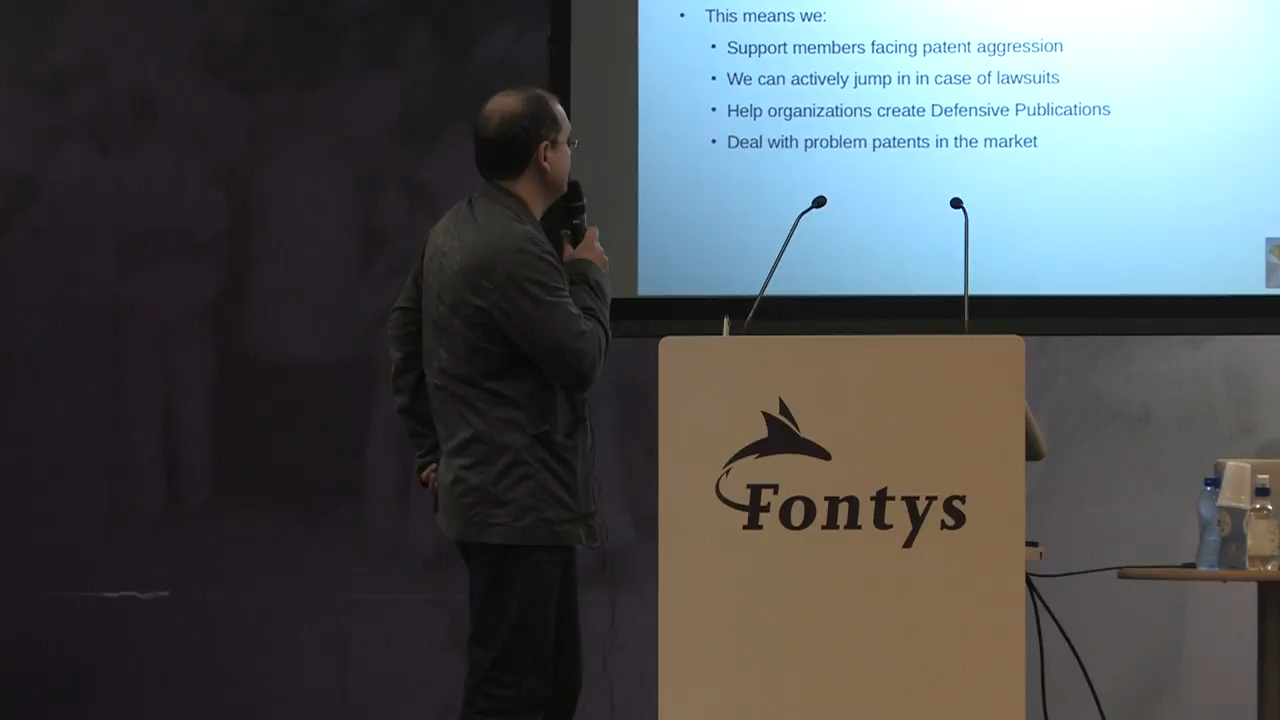 • This means we:
• Support members facing patent aggression
• We can actively jump in in case of lawsuits
• Help organizations create Defensive Publications
• Deal with problem patents in the market
Fontys